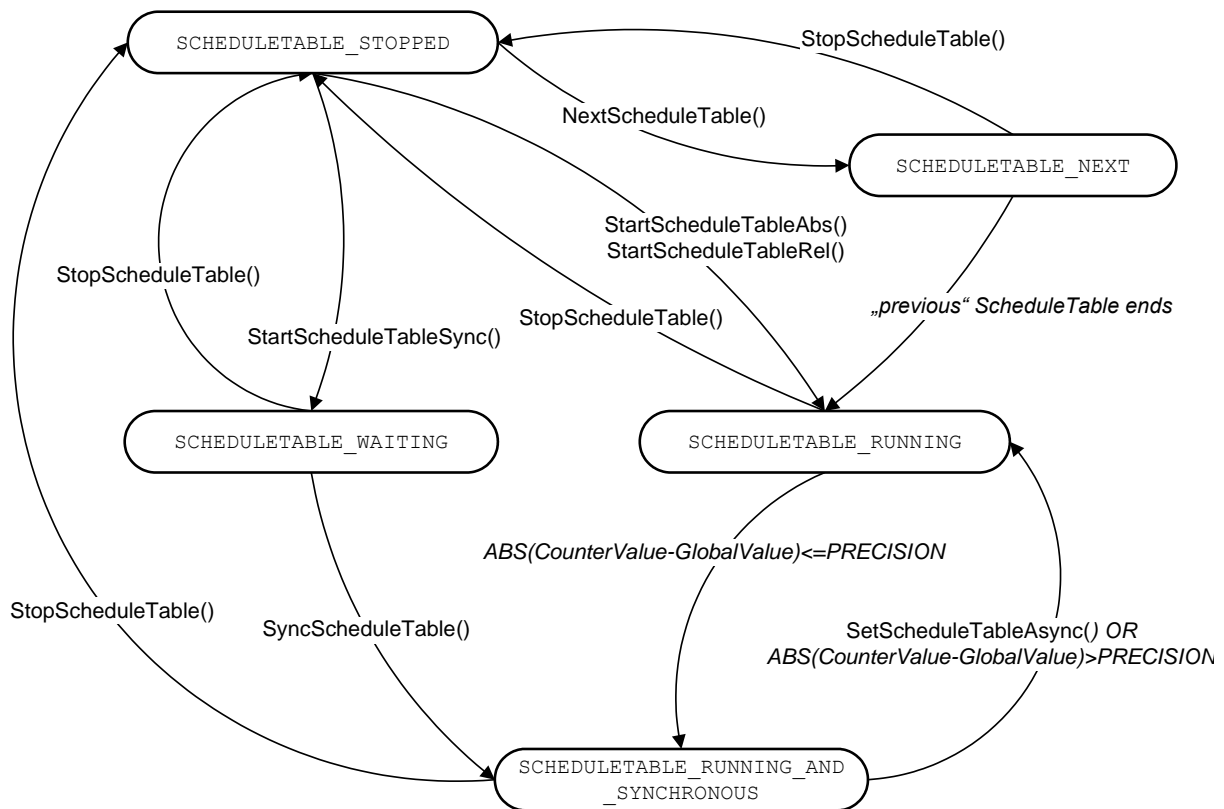 SCHEDULETABLE_STOPPED
StopScheduleTable()
NextScheduleTable()
SCHEDULETABLE_NEXT
StartScheduleTableAbs()
StartScheduleTableRel()
StopScheduleTable()
„previous“ ScheduleTable ends
StopScheduleTable()
StartScheduleTableSync()
SCHEDULETABLE_WAITING
SCHEDULETABLE_RUNNING
ABS(CounterValue-GlobalValue)<=PRECISION
StopScheduleTable()
SyncScheduleTable()
SetScheduleTableAsync() OR
ABS(CounterValue-GlobalValue)>PRECISION
SCHEDULETABLE_RUNNING_AND
_SYNCHRONOUS